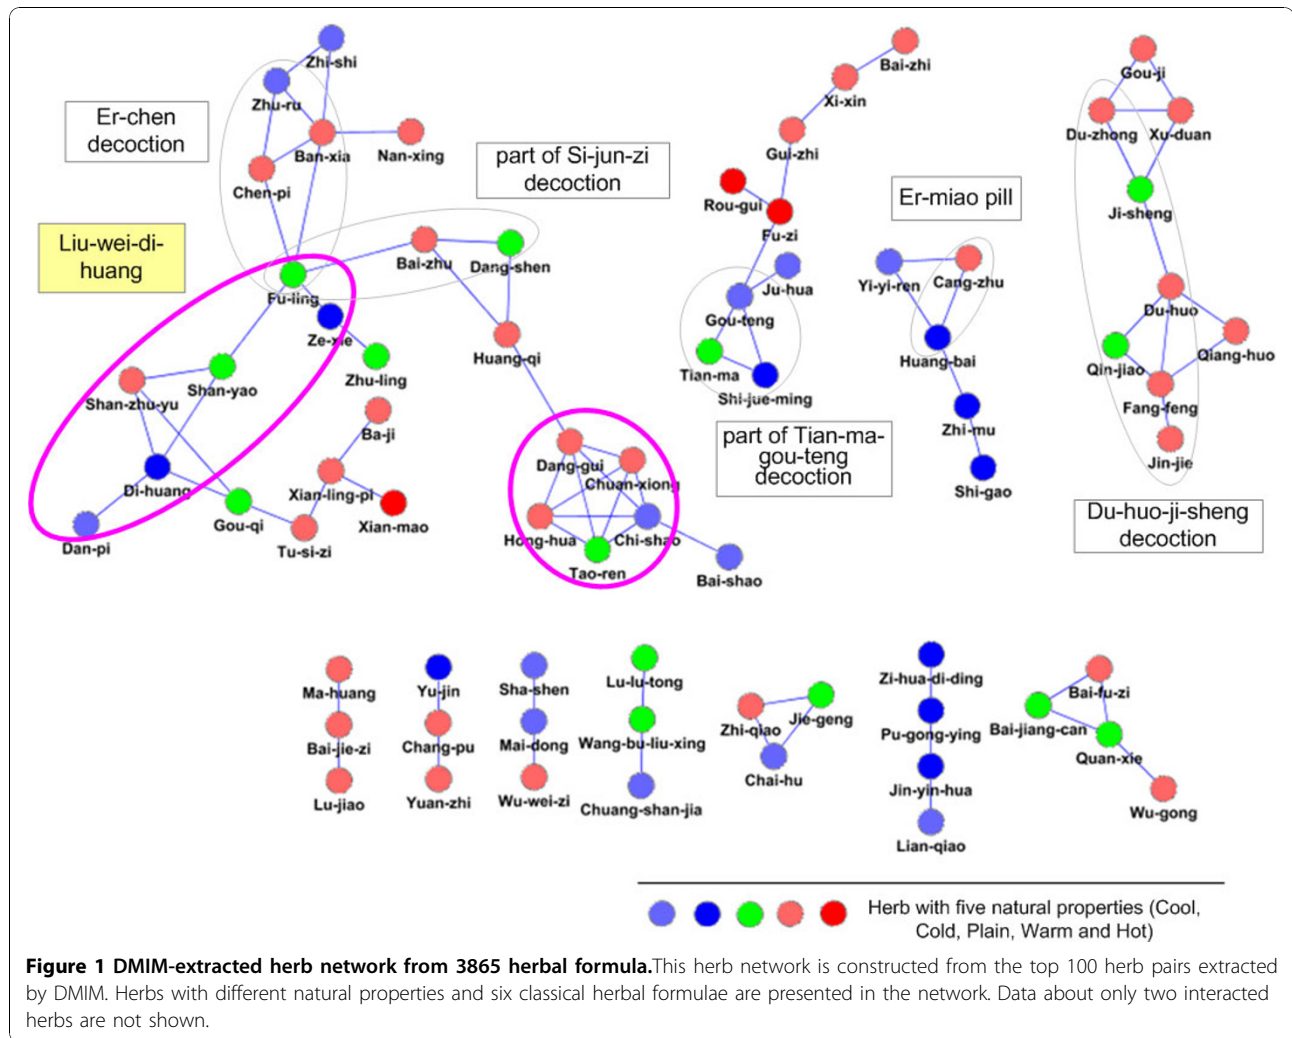 Zhi-shi
Zhu-ru
Er-chen
decoction
Ban-xia
Nan-xing
Chen-pi
part of Si-jun-zi
decoction
Liu-wei-di-
huang
Bai-zhu
Dang-shen
Fu-ling
Ze-xie
Huang-qi
Zhu-ling
Shan-yao
Shan-zhu-yu
Ba-ji
Di-huang
Xian-ling-pi
Gou-qi
Xian-mao
Dan-pi
Tu-si-zi
Dang-gui
Chuan-xiong
Hong-hua
Chi-shao
Tao-ren
Bai-shao
Bai-zhi
Xi-xin
Gui-zhi
Rou-gui
Fu-zi
Ju-hua
Gou-teng
Tian-ma
Shi-jue-ming
part of Tian-ma-
gou-teng
decoction
Er-miao pill
Yi-yi-ren
Cang-zhu
Huang-bai
Zhi-mu
Shi-gao
Gou-ji
Du-zhong
Xu-duan
Ji-sheng
Du-huo
Qin-jiao
Qiang-huo
Fang-feng
Jin-jie
Du-huo-ji-sheng
decoction
Ma-huang
Bai-jie-zi
Lu-jiao
Yu-jin
Chang-pu
Yuan-zhi
Sha-shen
Mai-dong
Wu-wei-zi
Lu-lu-tong
Wang-bu-liu-xing
Chuang-shan-jia
Zhi-qiao
Jie-geng
Chai-hu
Zi-hua-di-ding
Pu-gong-ying
Jin-yin-hua
Lian-qiao
Bai-fu-zi
Bai-jiang-can
Quan-xie
Wu-gong
Herb with five natural properties (Cool,
Cold, Plain, Warm and Hot)
Figure 1 DMIM-extracted herb network from 3865 herbal formula.This herb network is constructed from the top 100 herb pairs extracted
by DMIM. Herbs with different natural properties and six classical herbal formulae are presented in the network. Data about only two interacted
herbs are not shown.